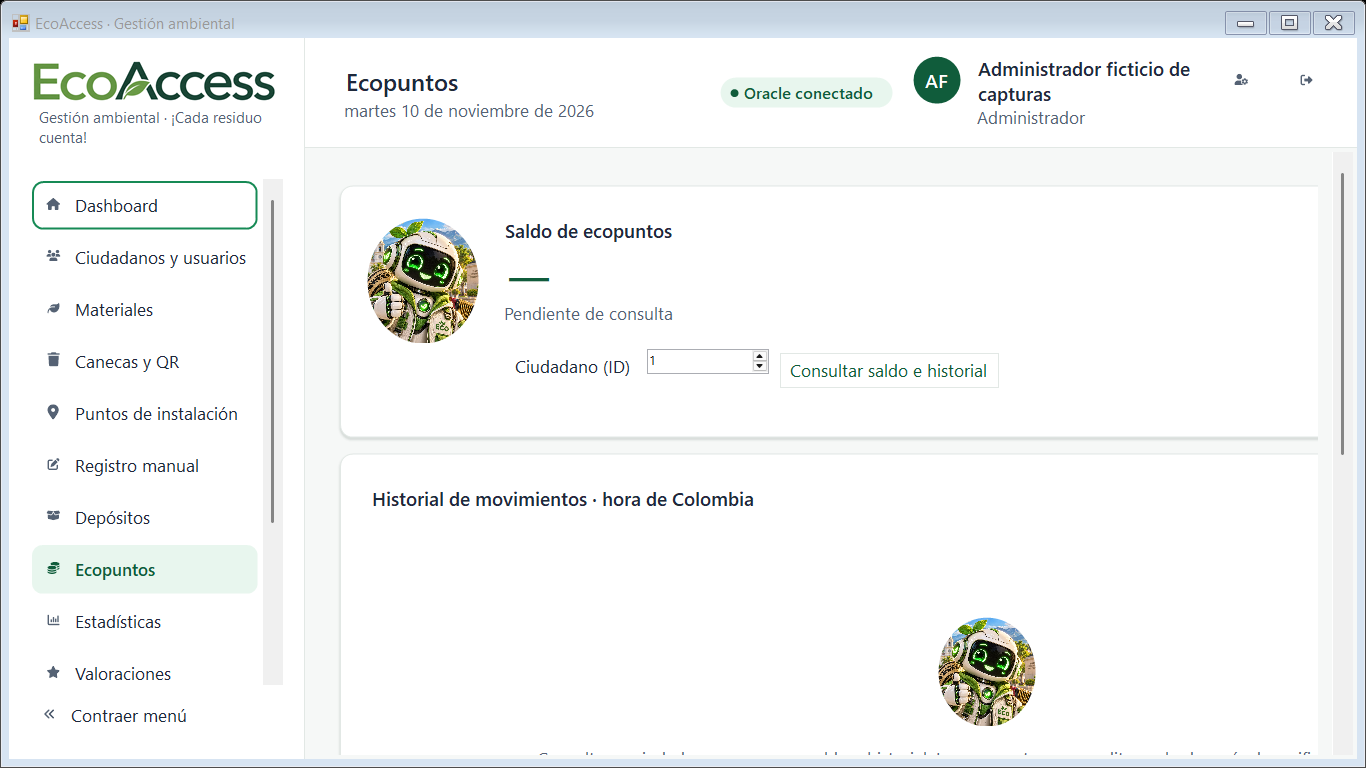 EcoAccess · Gestión ambiental
EcoAccess
Gestión ambiental · ¡Cada residuo
cuenta!
Dashboard
Ciudadanos y usuarios
Materiales
Canecas y QR
Puntos de instalación
Registro manual
Depósitos
Ecopuntos
Estadísticas
Valoraciones
Contraer menú
Ecopuntos
martes 10 de noviembre de 2026
Oracle conectado
AF
Administrador ficticio de
capturas
Administrador
Saldo de ecopuntos
Pendiente de consulta
Ciudadano (ID)
1
Consultar saldo e historial
Historial de movimientos · hora de Colombia